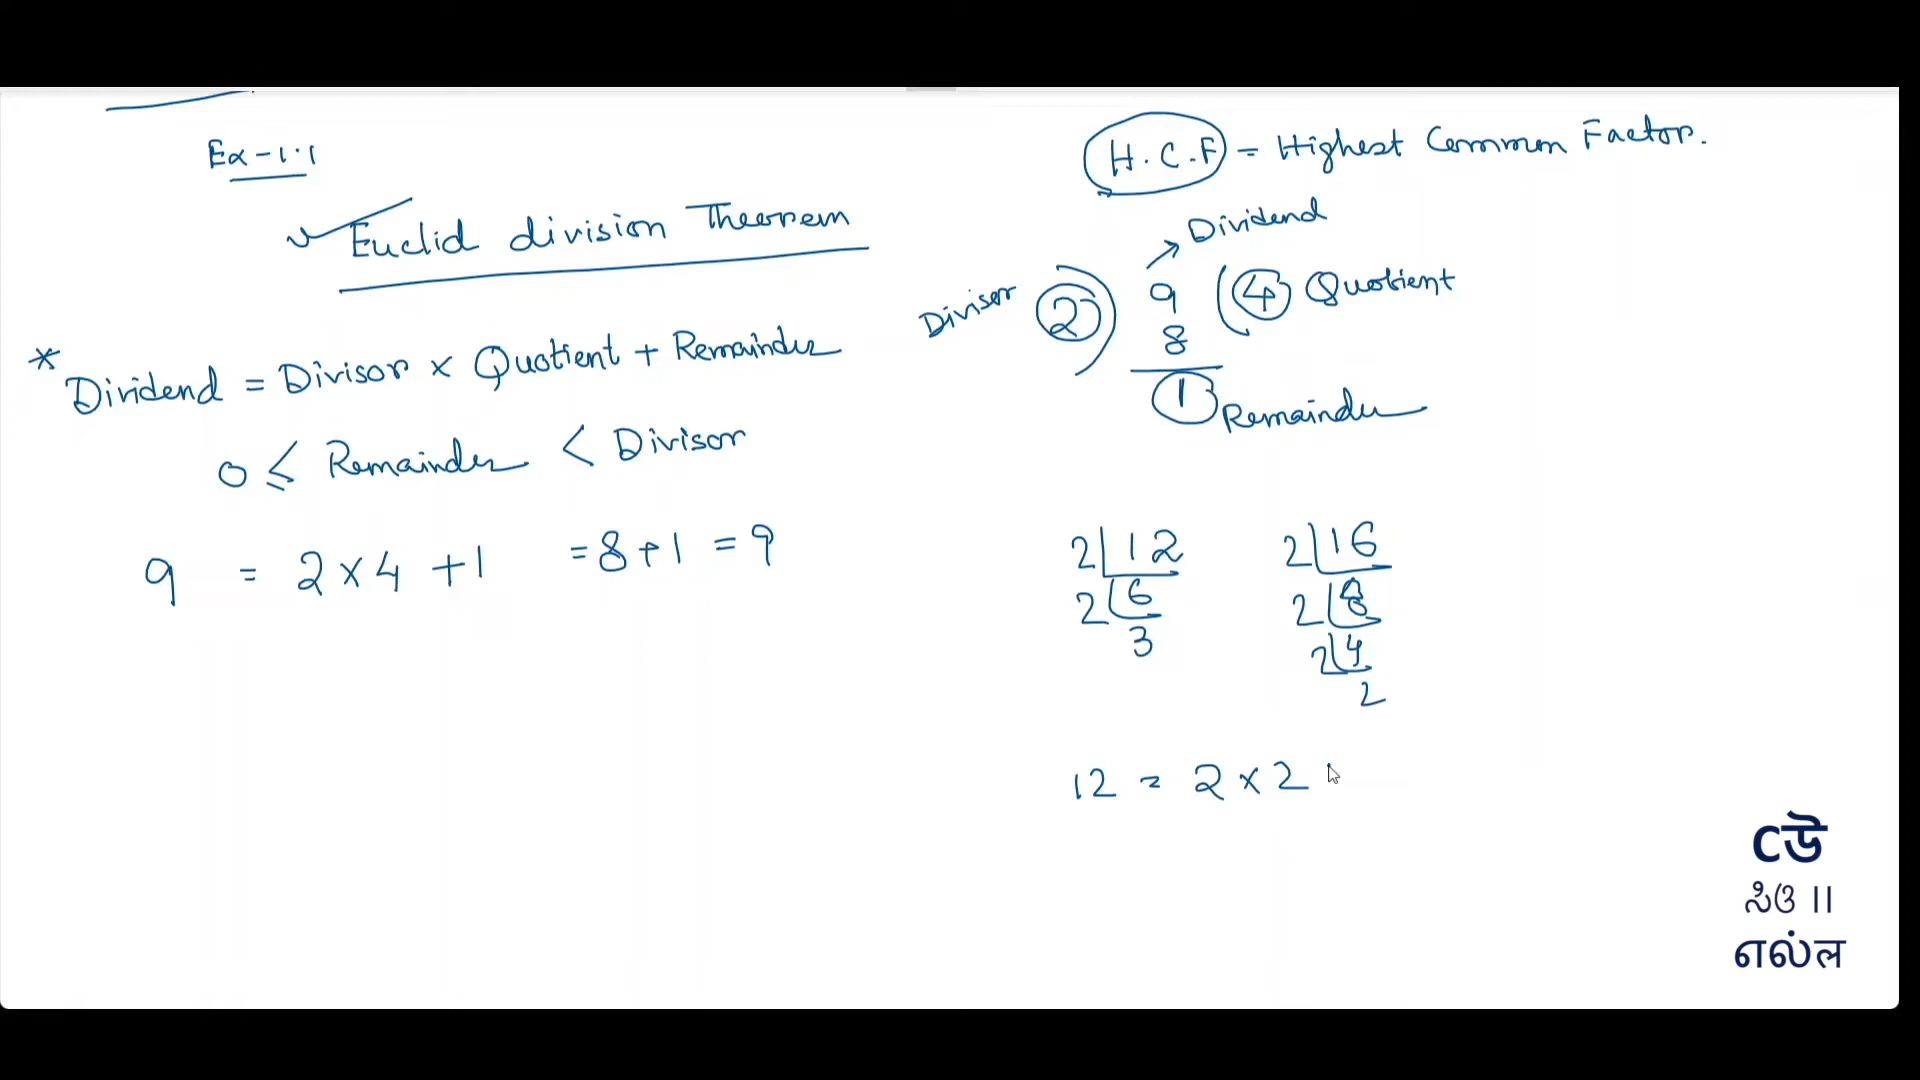 Ex-1.1
Euclid division Theorem
* Dividend = Divisor × Quotient + Remainder
0 ≤ Remainder < Divisor
9 = 2×4 +1 =8+1 =9
H.C.F = Highest Common Factor.
Dividend
Divisor 2) 9 (4 Quotient
8
1 Remainder
2|12
2|6
3
2|16
2|8
2|4
2
12 = 2×2
Cউ
ಸಿଓ ॥
எல்ल